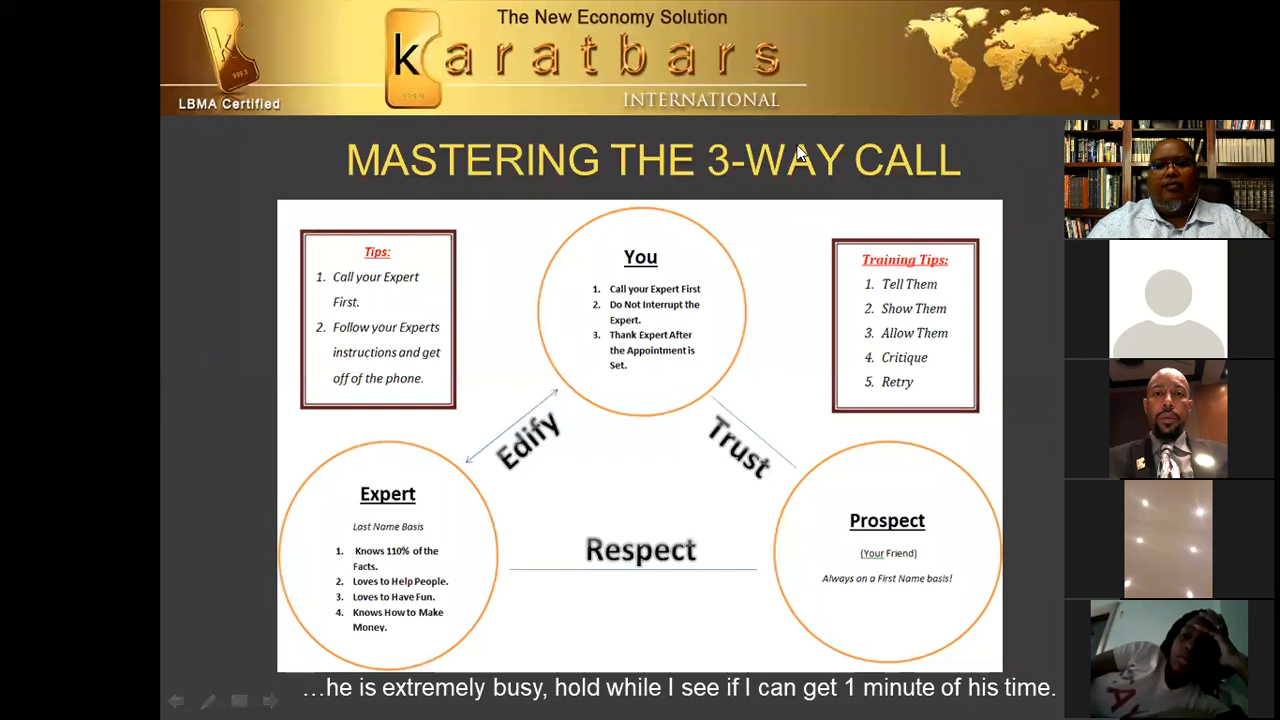 The New Economy Solution
karatbars
INTERNATIONAL
k
999.9
LBMA Certified
MASTERING THE 3-WAY CALL
Tips:
1. Call your Expert
First.
2. Follow your Experts
instructions and get
off of the phone.
You
1. Call your Expert First
2. Do Not Interrupt the
Expert.
3. Thank Expert After
the Appointment is
Set.
Training Tips:
1. Tell Them
2. Show Them
3. Allow Them
4. Critique
5. Retry
Edify
Trust
Expert
Last Name Basis
1. Knows 110% of the
Facts.
2. Loves to Help People.
3. Loves to Have Fun.
4. Knows How to Make
Money.
Respect
Prospect
(Your Friend)
Always on a First Name basis!
...he is extremely busy, hold while I see if I can get 1 minute of his time.